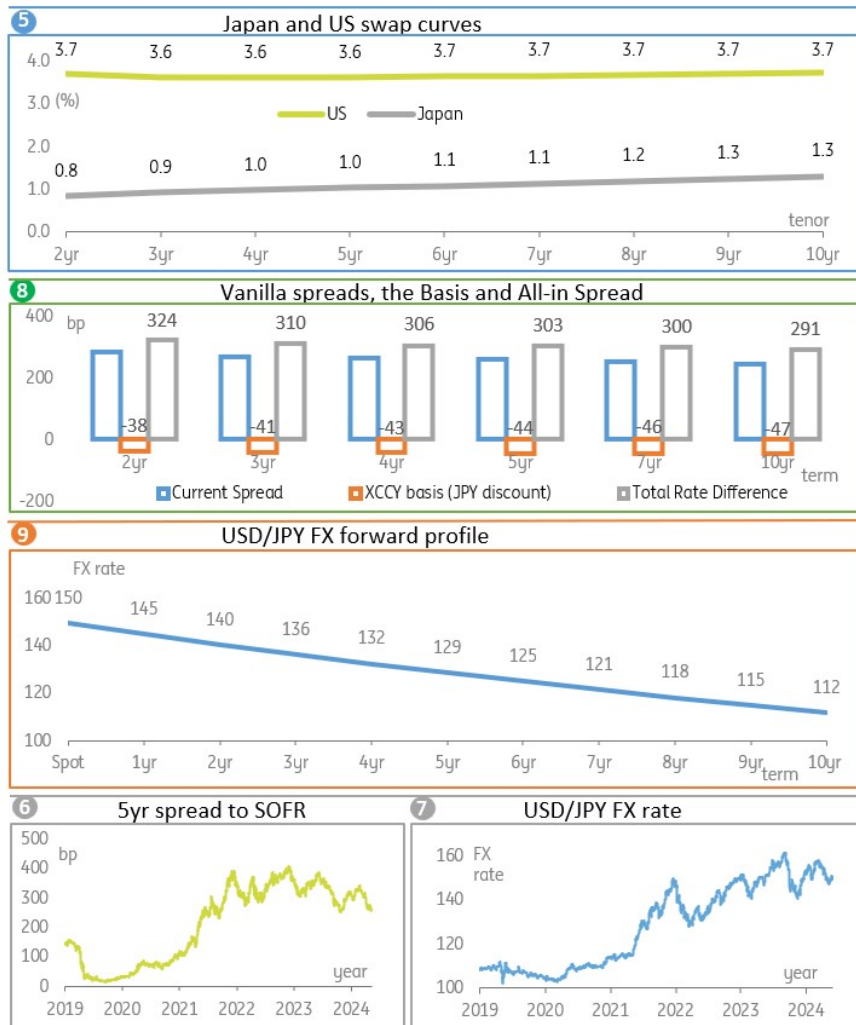 5 Japan and US swap curves
3.7 3.6 3.6 3.6 3.7 3.7 3.7 3.7 3.7
4.0
3.0 (%)
US Japan
2.0
0.8 0.9 1.0 1.0 1.1 1.1 1.2 1.3 1.3
1.0
tenor
0.0
2yr 3yr 4yr 5yr 6yr 7yr 8yr 9yr 10yr
8 Vanilla spreads, the Basis and All-in Spread
400 bp 324 310 306 303 300 291
200
0 -38 -41 -43 -44 -46 -47
2yr 3yr 4yr 5yr 7yr 10yr
term
-200 Current Spread XCCY basis (JPY discount) Total Rate Difference
9 USD/JPY FX forward profile
FX rate
160 150 145 140 136 132 129 125 121 118 115 112
140
120
100
Spot 1yr 2yr 3yr 4yr 5yr 6yr 7yr 8yr 9yr 10yr
term
6 5yr spread to SOFR
500
bp
400
300
200
100
year
0
2019 2020 2021 2022 2023 2024
7 USD/JPY FX rate
160 FX
rate
140
120
year
100
2019 2020 2021 2022 2023 2024